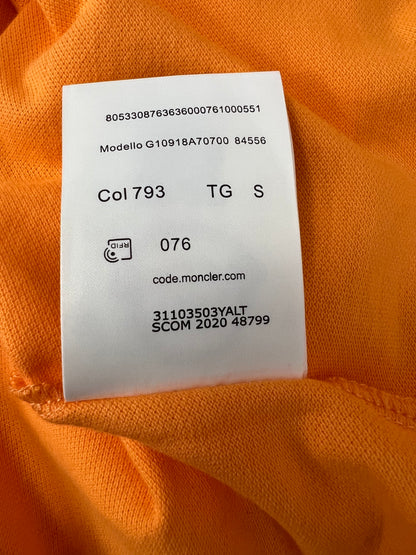 8053308763636000761000551
Modello G10918A70700 84556
Col 793 TG S
RFID 076
code.moncler.com
31103503YALT
SCOM 2020 48799